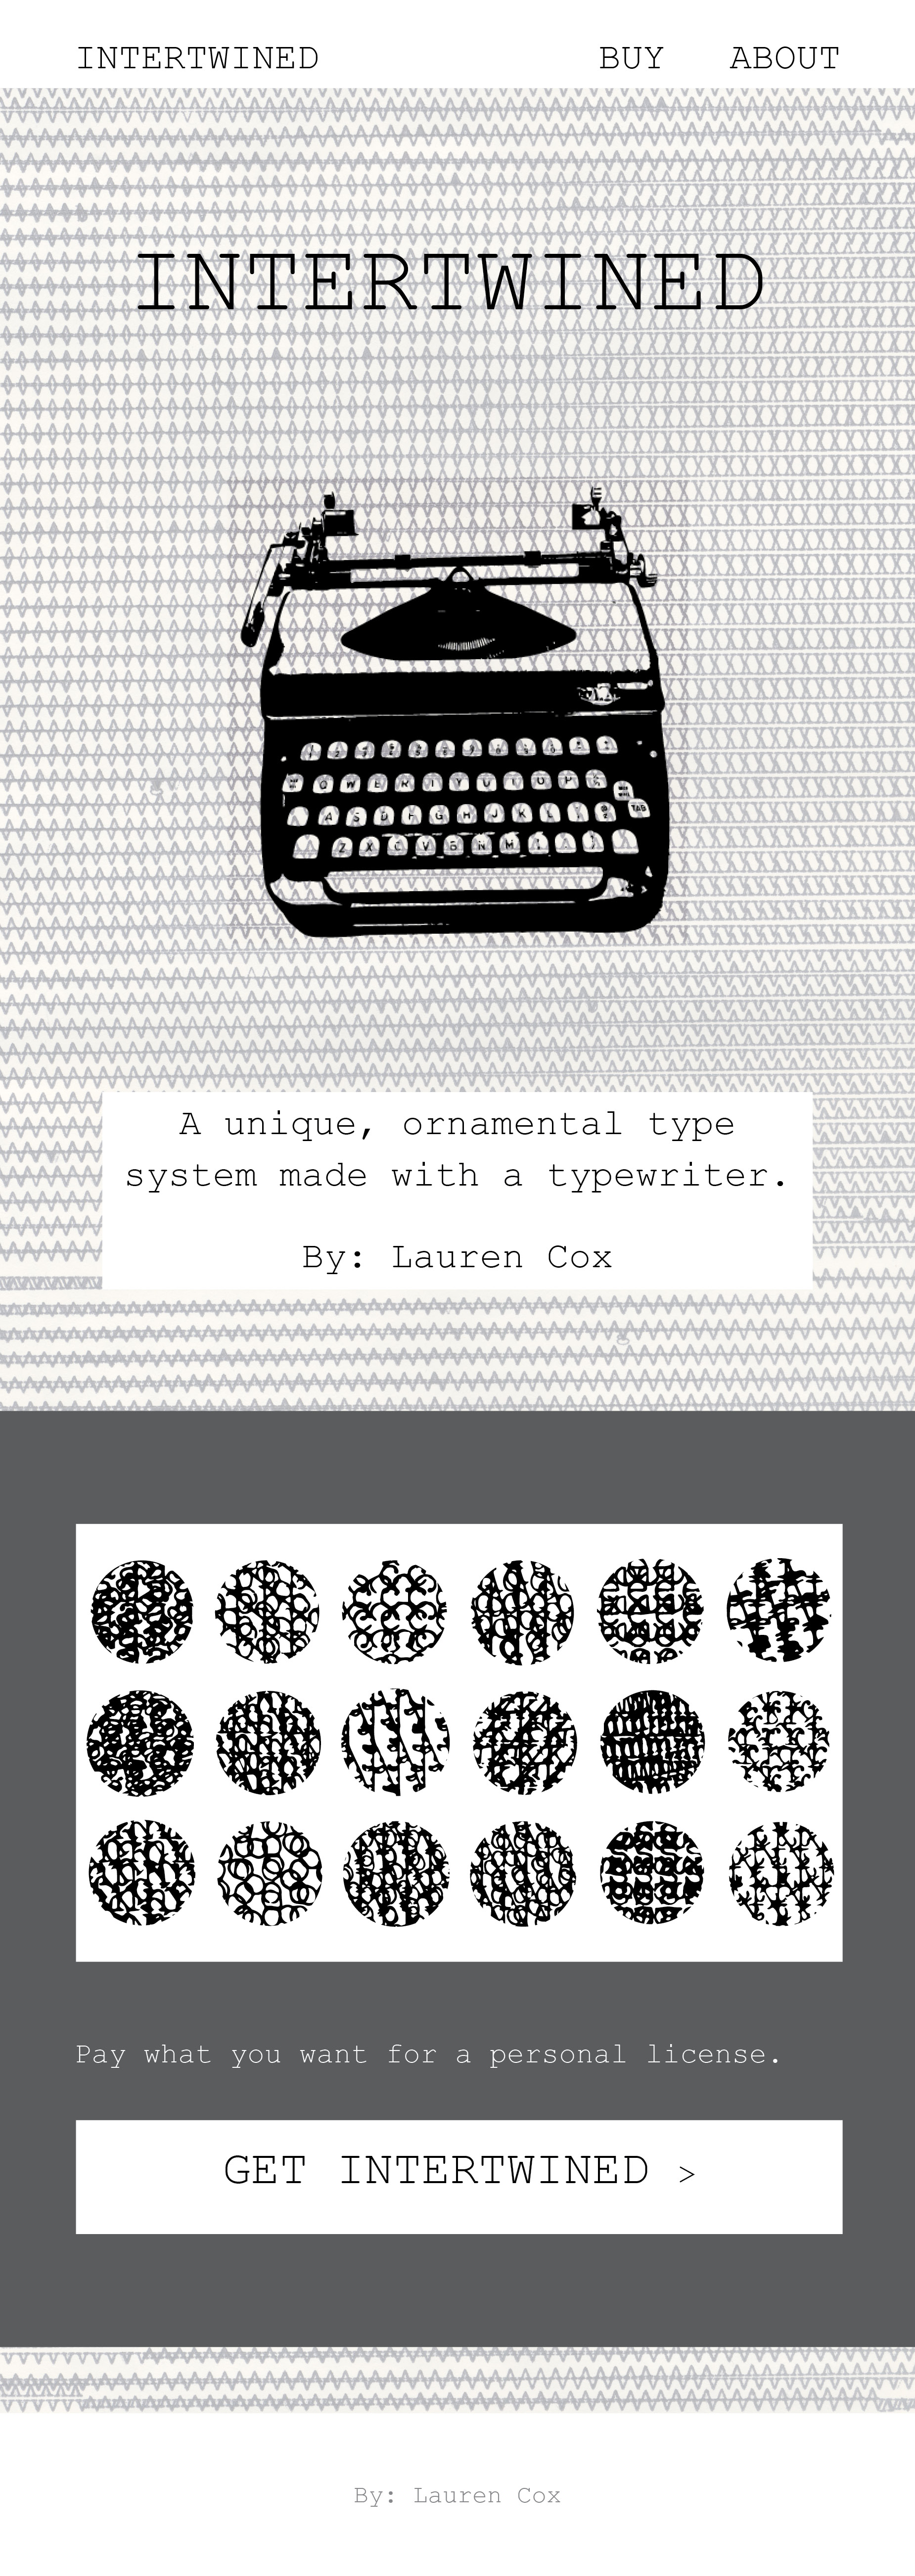 INTERTWINED BUY ABOUT
INTERTWINED
Q W E R T Y U I O P
A S D F G H J K L TAB
Z X C V B N M
A unique, ornamental type
system made with a typewriter.
By: Lauren Cox
Pay what you want for a personal license.
GET INTERTWINED >
By: Lauren Cox